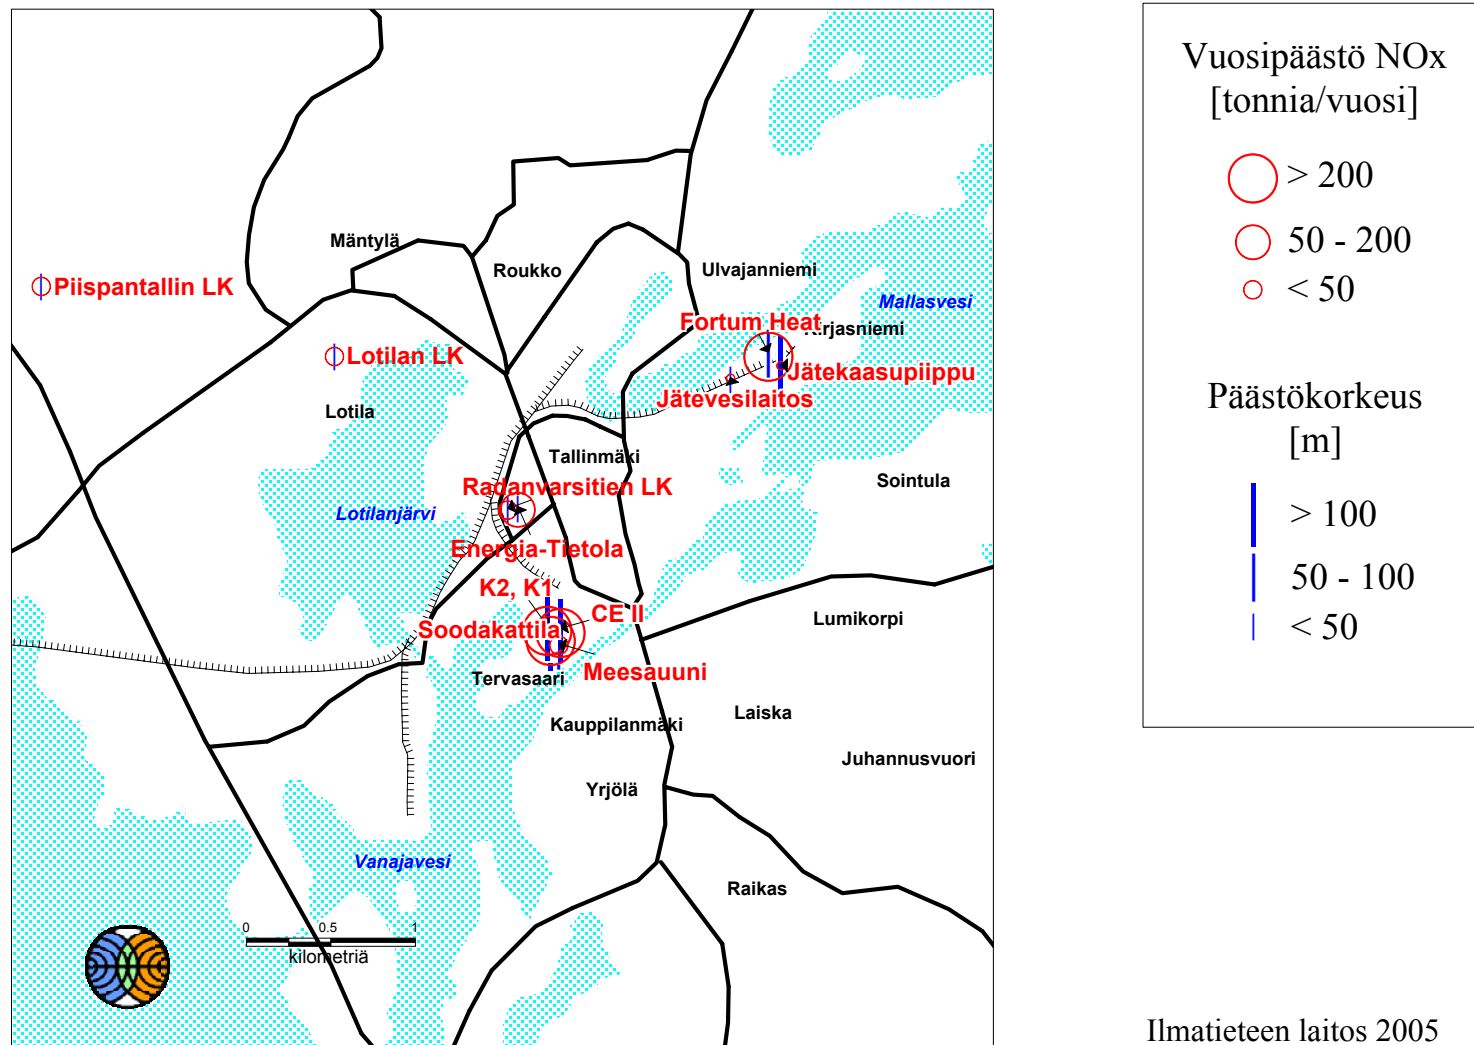 Mäntylä
Roukko
Ulvajanniemi
Mallasvesi
Piispantallin LK
Fortum Heat
Kirjasniemi
Lotilan LK
Jätekaasupiippu
Jätevesilaitos
Lotila
Tallinmäki
Sointula
Radanvarsitien LK
Lotilanjärvi
Energia-Tietola
K2, K1
CE II
Lumikorpi
Soodakattila
Meesauuni
Tervasaari
Kauppilanmäki
Laiska
Juhannusvuori
Yrjölä
Vanajavesi
Raikas
0 0.5 1
kilometriä
Vuosipäästö NOx
[tonnia/vuosi]
> 200
50 - 200
< 50
Päästökorkeus
[m]
> 100
50 - 100
< 50
Ilmatieteen laitos 2005